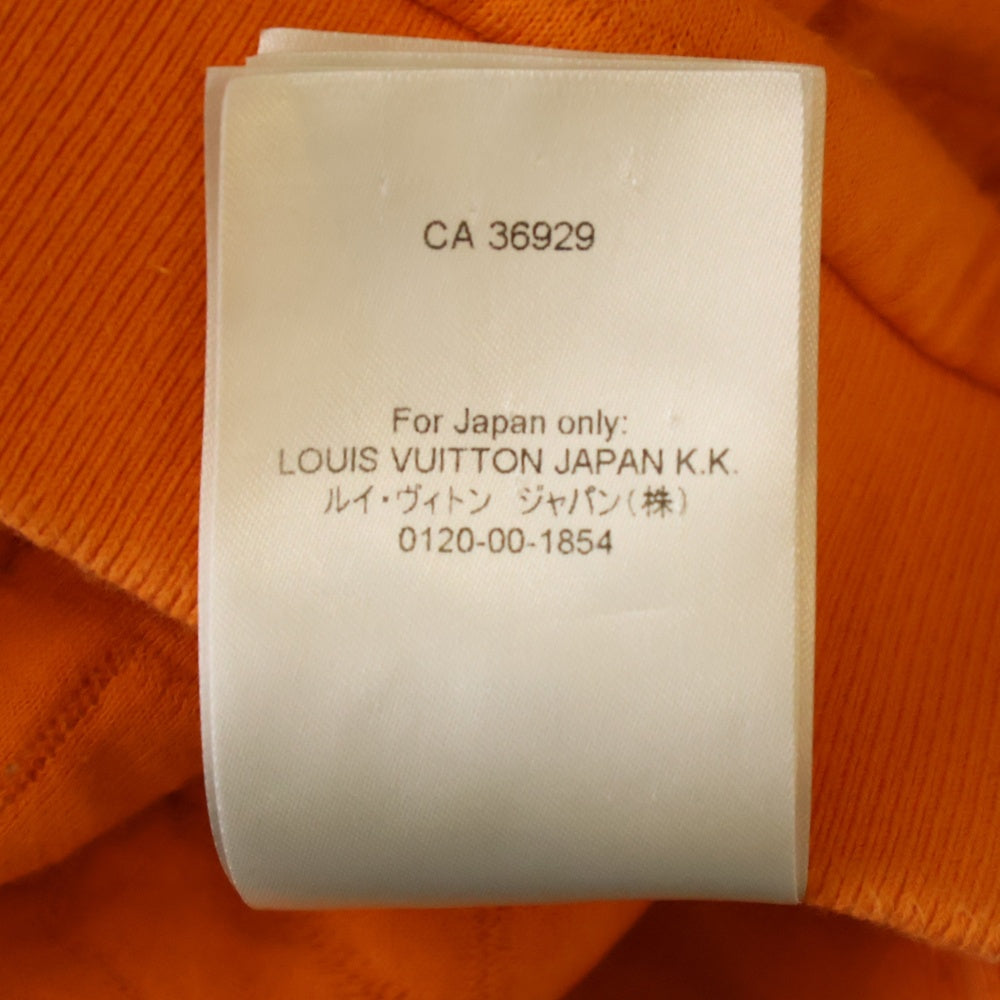 CA 36929
For Japan only:
LOUIS VUITTON JAPAN K.K.
ルイ・ヴィトン　ジャパン(株)
0120-00-1854